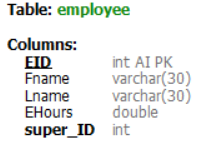 Table: employee
Columns:
EID int AI PK
Fname varchar(30)
Lname varchar(30)
EHours double
super_ID int